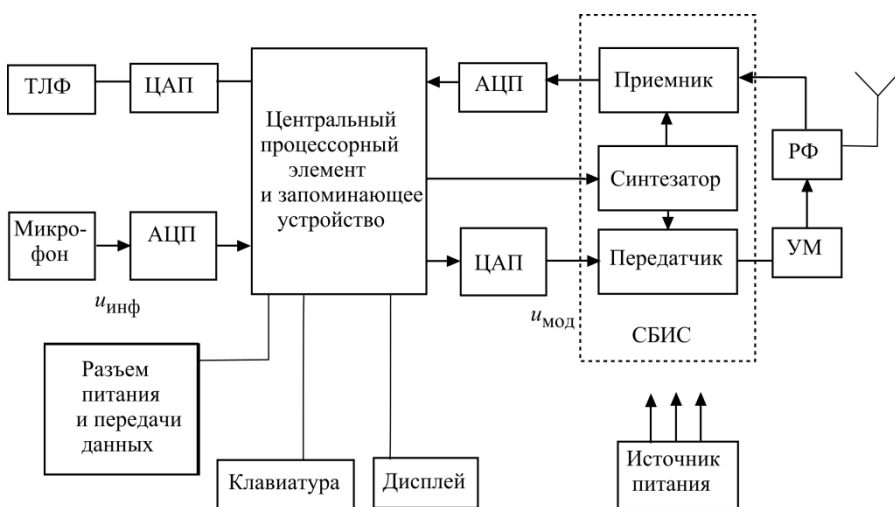 ТЛФ
ЦАП
Центральный
процессорный
элемент
и запоминающее
устройство
АЦП
Приемник
РФ
Синтезатор
Микро-
фон
АЦП
ЦАП
Передатчик
УМ
uинф
uмод
СБИС
Разъем
питания
и передачи
данных
Клавиатура
Дисплей
Источник
питания